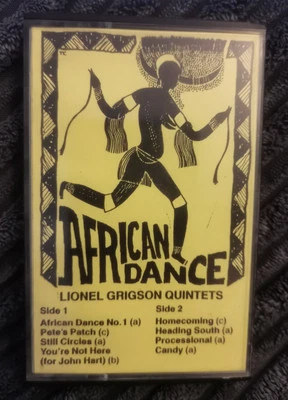 AFRICAN
DANCE
LIONEL GRIGSON QUINTETS
Side 1
African Dance No.1 (a)
Pete's Patch (c)
Still Circles (a)
You're Not Here
(for John Hart) (b)
Side 2
Homecoming (c)
Heading South (a)
Processional (a)
Candy (a)